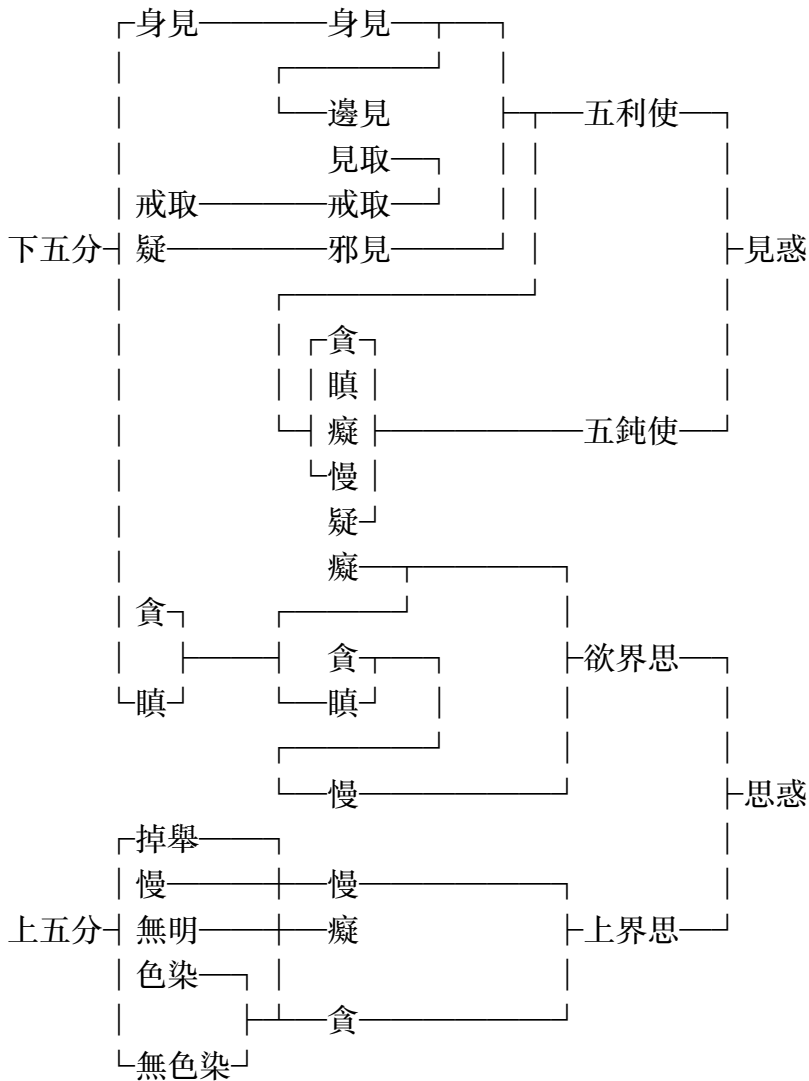 身見 身見
邊見 五利使
見取
戒取 戒取
下五分 疑 邪見 見惑
貪
瞋
癡 五鈍使
慢
疑
癡
貪
貪 欲界思
瞋 瞋
慢 思惑
掉舉
慢 慢
上五分 無明 癡 上界思
色染
貪
無色染